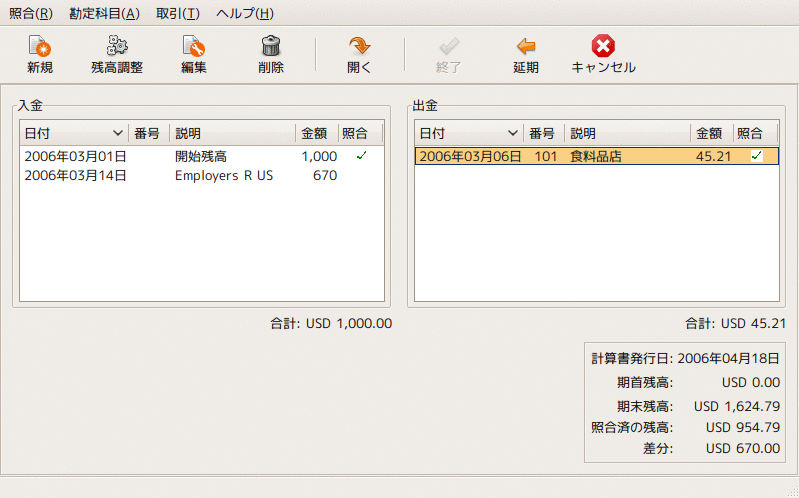 照合(R) 勘定科目(A) 取引(T) ヘルプ(H)
新規 残高調整 編集 削除 開く 終了 延期 キャンセル
入金
日付 番号 説明 金額 照合
2006年03月01日 開始残高 1,000 ✓
2006年03月14日 Employers R US 670
合計: USD 1,000.00
出金
日付 番号 説明 金額 照合
2006年03月06日 101 食料品店 45.21 ✓
合計: USD 45.21
計算書発行日: 2006年04月18日
期首残高: USD 0.00
期末残高: USD 1,624.79
照合済の残高: USD 954.79
差分: USD 670.00